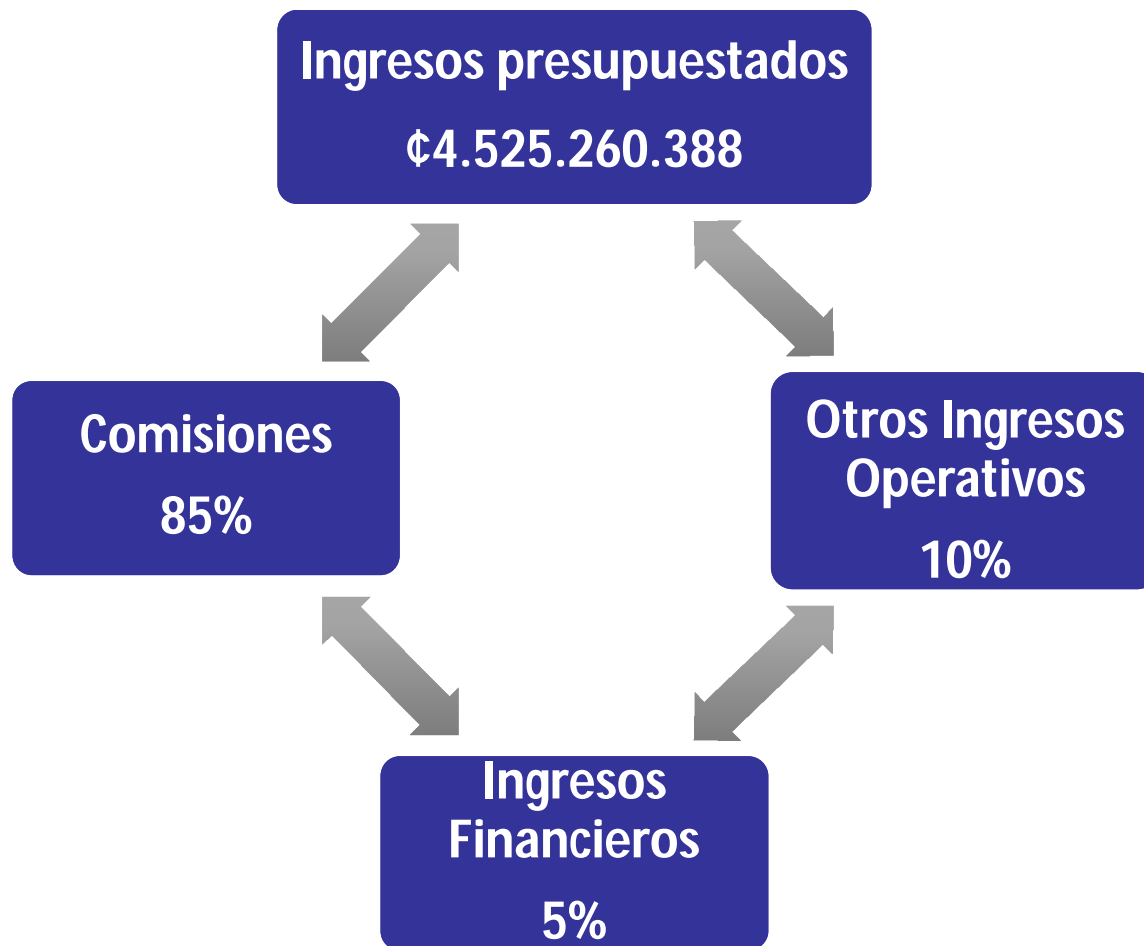 Ingresos presupuestados
¢4.525.260.388
Comisiones
85%
Otros Ingresos
Operativos
10%
Ingresos
Financieros
5%